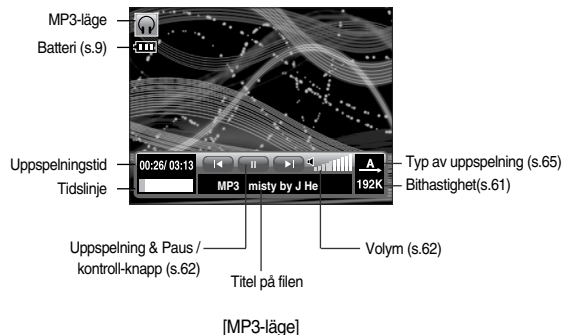 MP3-läge
Batteri (s.9)
Uppspelningstid
Tidslinje
00:26/ 03:13
MP3 misty by J He
A
192K
Typ av uppspelning (s.65)
Bithastighet(s.61)
Uppspelning & Paus /
kontroll-knapp (s.62)
Titel på filen
Volym (s.62)
[MP3-läge]